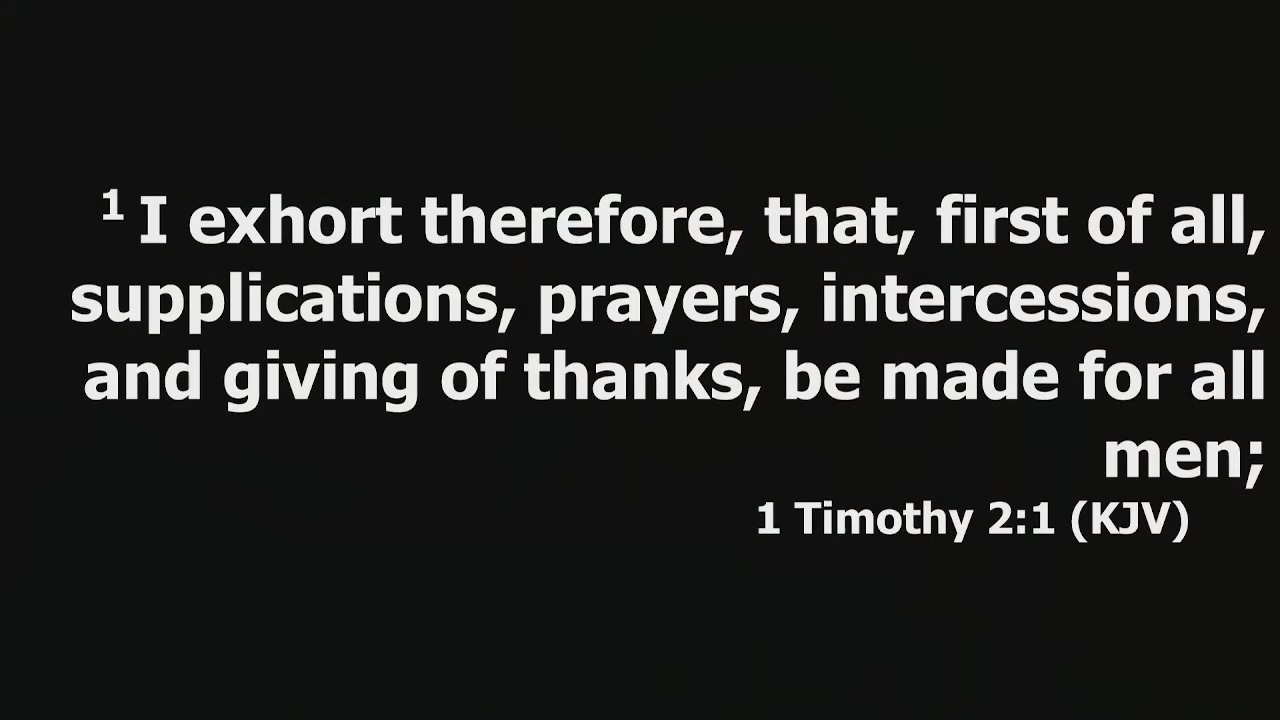 1 I exhort therefore, that, first of all,
supplications, prayers, intercessions,
and giving of thanks, be made for all
men;
1 Timothy 2:1 (KJV)